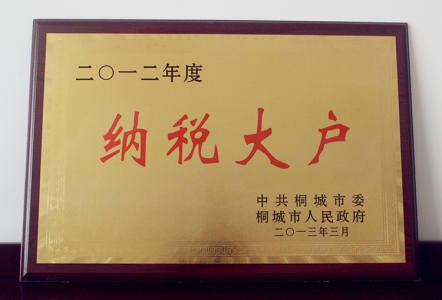 二〇一二年度
纳税大户
中共桐城市委
桐城市人民政府
二〇一三年三月